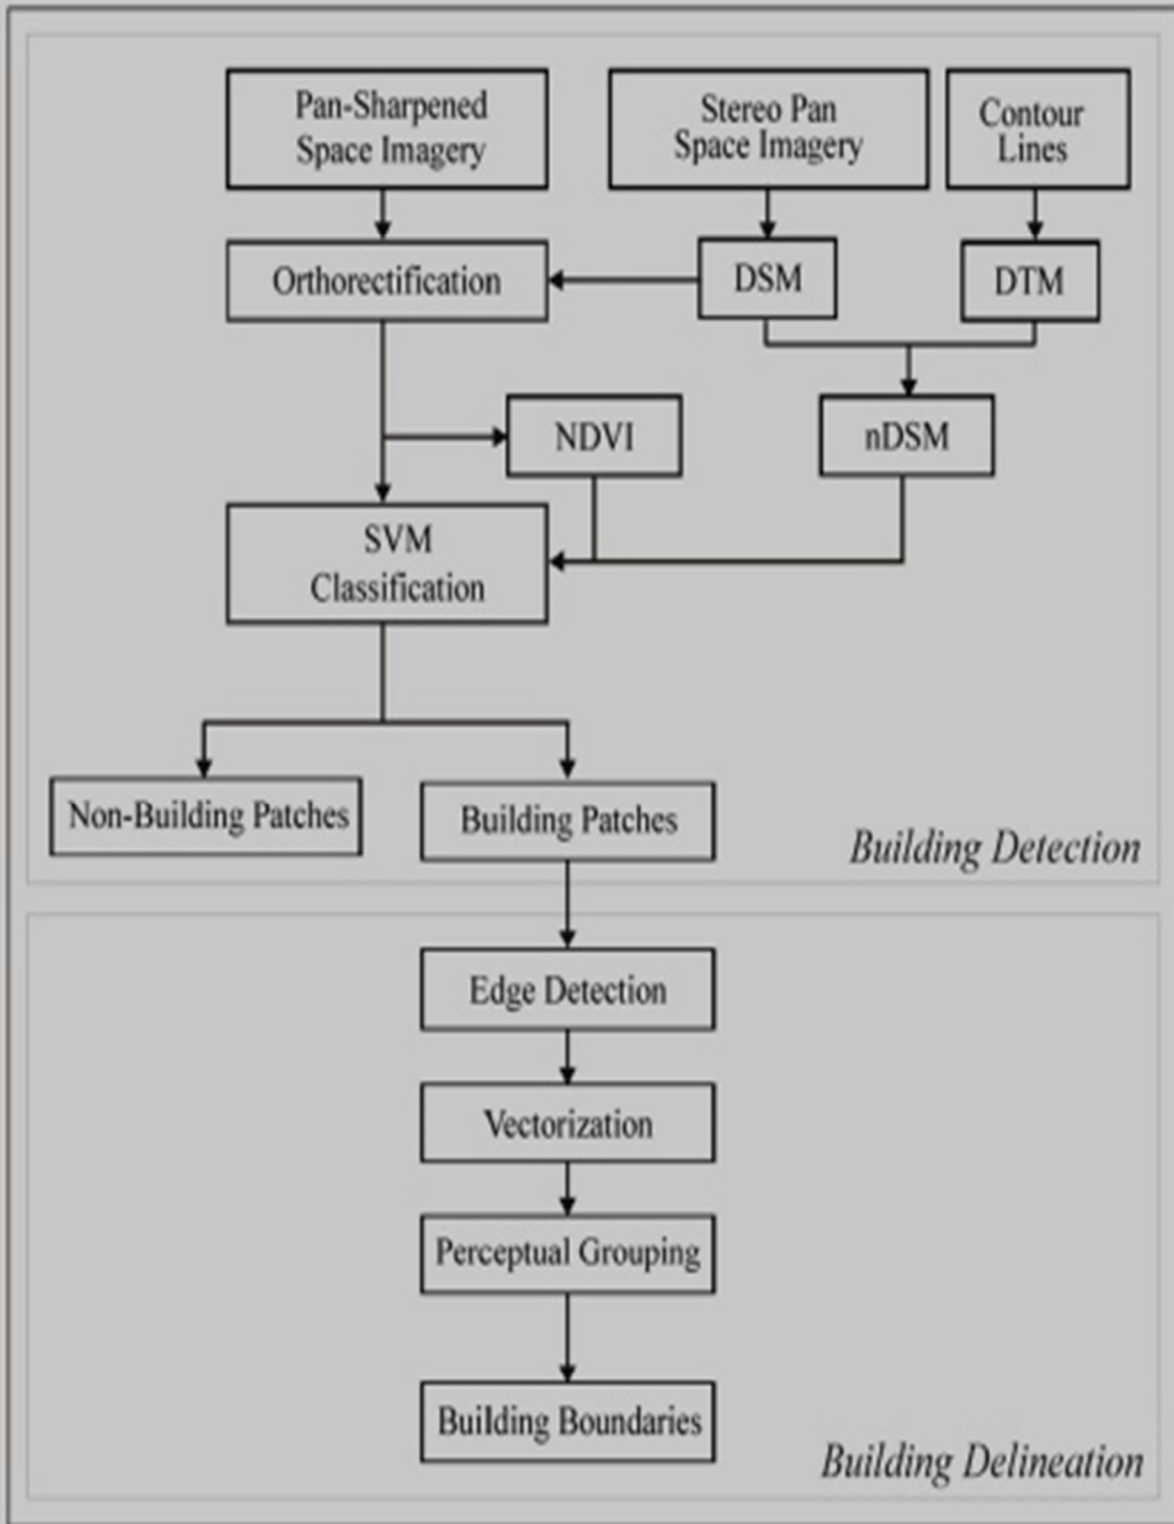 Pan-Sharpened
Space Imagery
Stereo Pan
Space Imagery
Contour
Lines
Orthorectification
DSM
DTM
NDVI
nDSM
SVM
Classification
Non-Building Patches
Building Patches
Building Detection
Edge Detection
Vectorization
Perceptual Grouping
Building Boundaries
Building Delineation